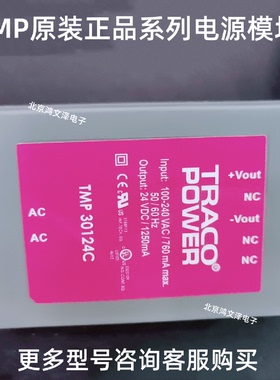 MP原装正品系列电源模块
北京鸿文泽电子
TRACO
POWER
Input: 100-240 VAC / 760 mA max.
50 / 60 Hz
Output: 24 VDC / 1250mA
TMP 30124C
AC
AC
+Vout
NC
-Vout
NC
NC
北京鸿文泽电子
更多型号咨询客服购买